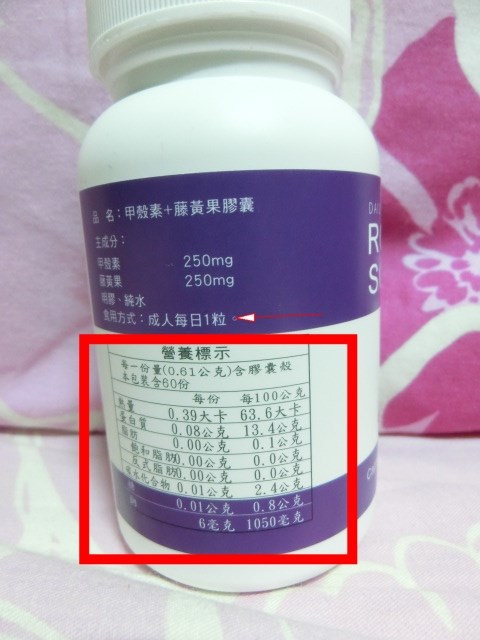 品 名：甲殼素+藤黃果膠囊
主成分：
甲殼素 250mg
藤黃果 250mg
明膠、純水
食用方式：成人每日1粒。
營養標示
每一份量(0.61公克)含膠囊殼
本包裝含60份
每份 每100公克
熱量 0.39大卡 63.6大卡
蛋白質 0.08公克 13.4公克
脂肪 0.00公克 0.1公克
飽和脂肪 0.00公克 0.0公克
反式脂肪 0.00公克 0.0公克
碳水化合物 0.01公克 2.4公克
0.01公克 0.8公克
6毫克 1050毫克